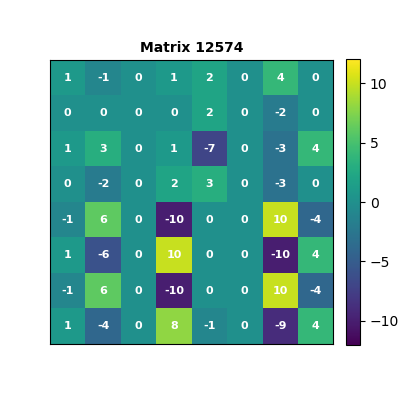 Matrix 12574
1 -1 0 1 2 0 4 0
0 0 0 0 2 0 -2 0
1 3 0 1 -7 0 -3 4
0 -2 0 2 3 0 -3 0
-1 6 0 -10 0 0 10 -4
1 -6 0 10 0 0 -10 4
-1 6 0 -10 0 0 10 -4
1 -4 0 8 -1 0 -9 4
10
5
0
−5
−10